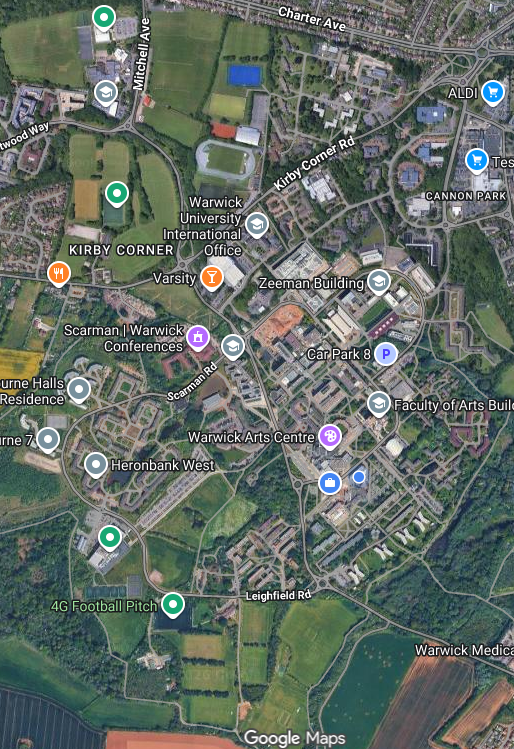 Charter Ave
Mitchell Ave
ALDI
twood Way
Kirby Corner Rd
Tes
CANNON PARK
Warwick
University
International
Office
KIRBY CORNER
Varsity
Zeeman Building
Scarman | Warwick
Conferences
Car Park 8
P
Scarman Rd
urne Halls
Residence
Faculty of Arts Build
Warwick Arts Centre
rne 7
Heronbank West
Leighfield Rd
4G Football Pitch
Warwick Medica
Google Maps